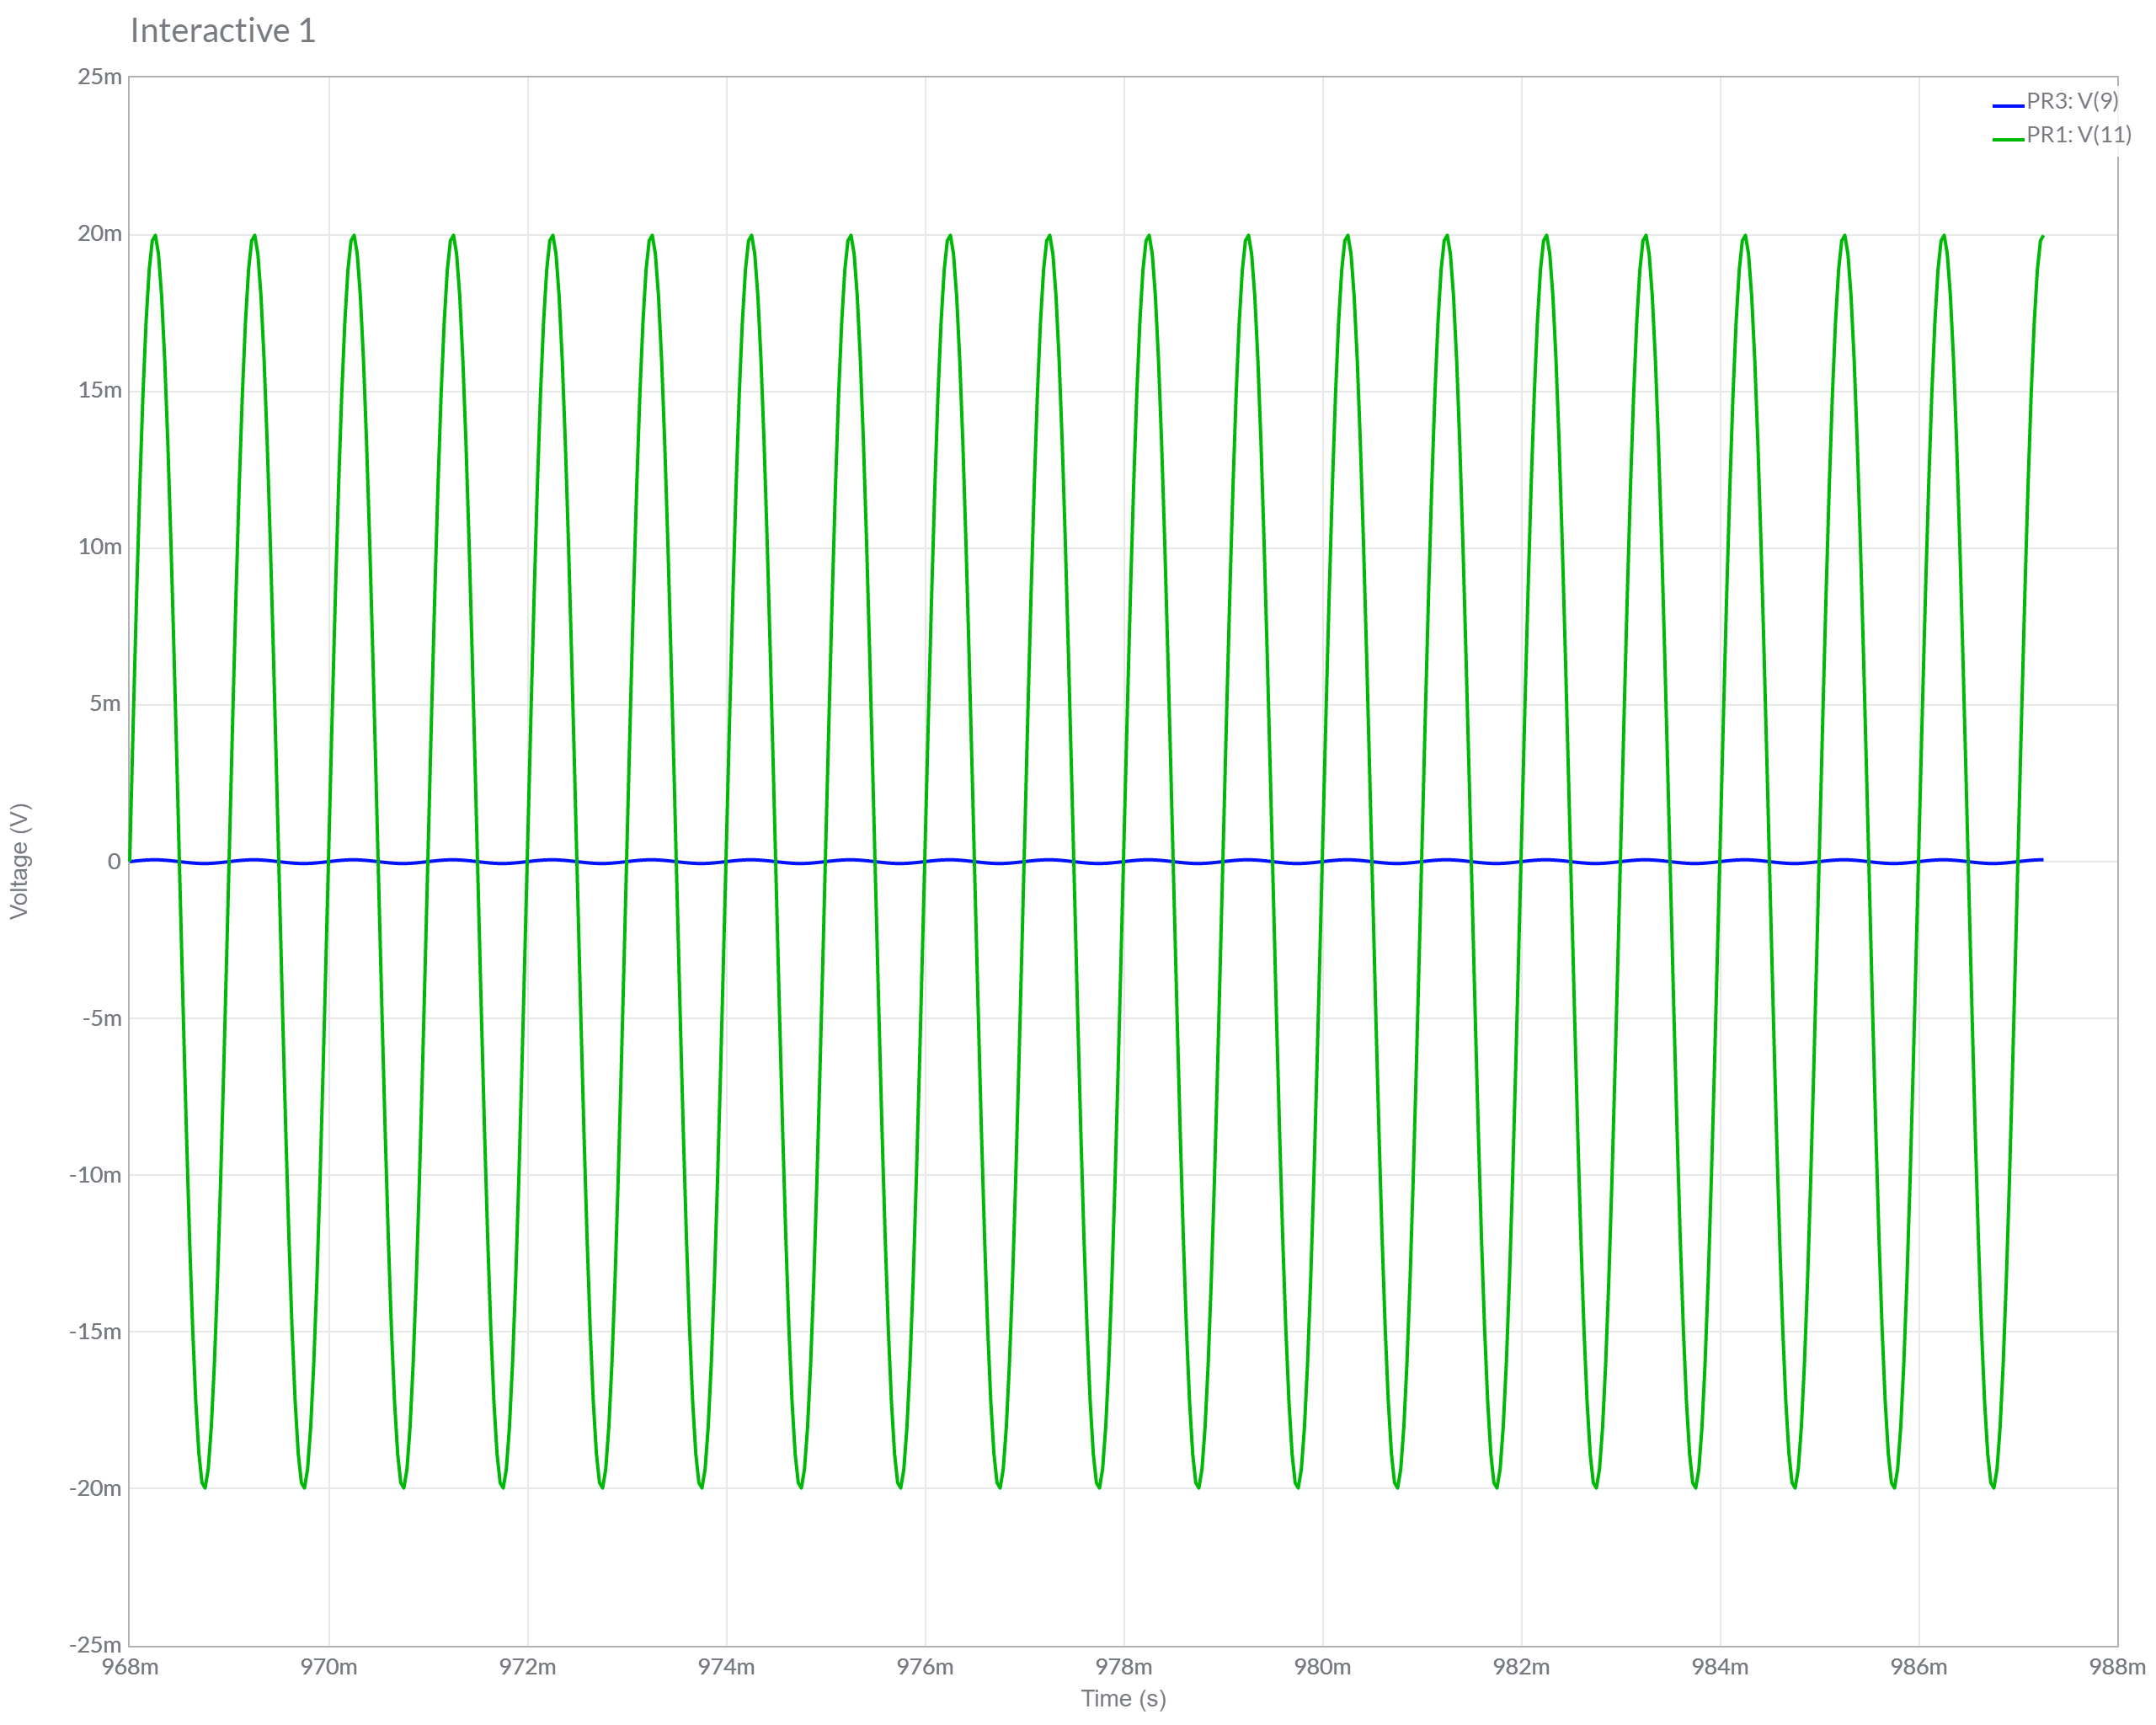 Interactive 1
25m
PR3: V(9)
PR1: V(11)
20m
15m
10m
5m
0
-5m
-10m
-15m
-20m
-25m
Voltage (V)
968m 970m 972m 974m 976m 978m 980m 982m 984m 986m 988m
Time (s)